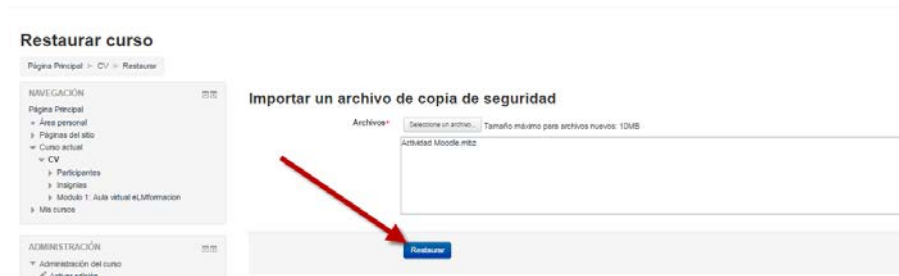 Restaurar curso
Página Principal > CV > Restaurar
NAVEGACIÓN
Página Principal
Área personal
Páginas del sitio
Curso actual
CV
Participantes
Insignias
Modulo 1: Aula virtual eLMformacion
Mis cursos
ADMINISTRACIÓN
Administración del curso
Activar edición
Importar un archivo de copia de seguridad
Archivos*
Seleccione un archivo... Tamaño máximo para archivos nuevos: 10MB
Actividad Moodle.mbz
Restaurar